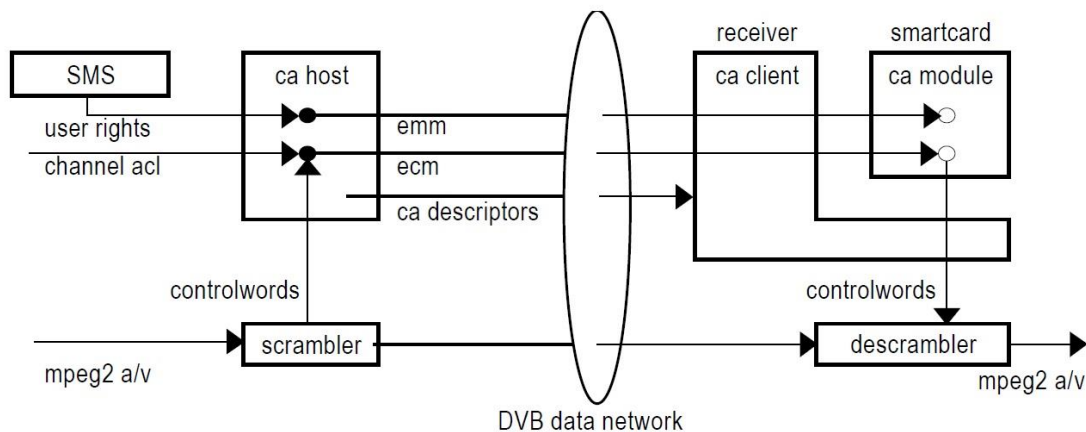 receiver
smartcard
SMS
ca host
ca client
ca module
user rights
emm
channel acl
ecm
ca descriptors
controlwords
controlwords
scrambler
descrambler
mpeg2 a/v
mpeg2 a/v
DVB data network